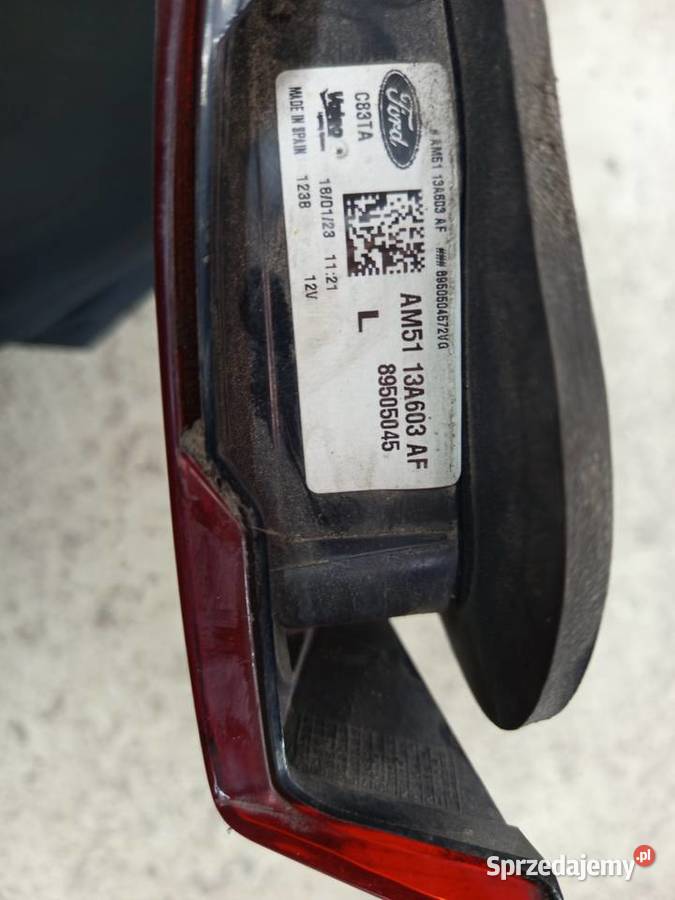 Ford
# AM51 13A603 AF ### 8950504572VG
C83TA
Valeo
18/01/23 11:21
MADE IN SPAIN
1238
12V
AM51 13A603 AF
L
89505045
Sprzedajemy.pl